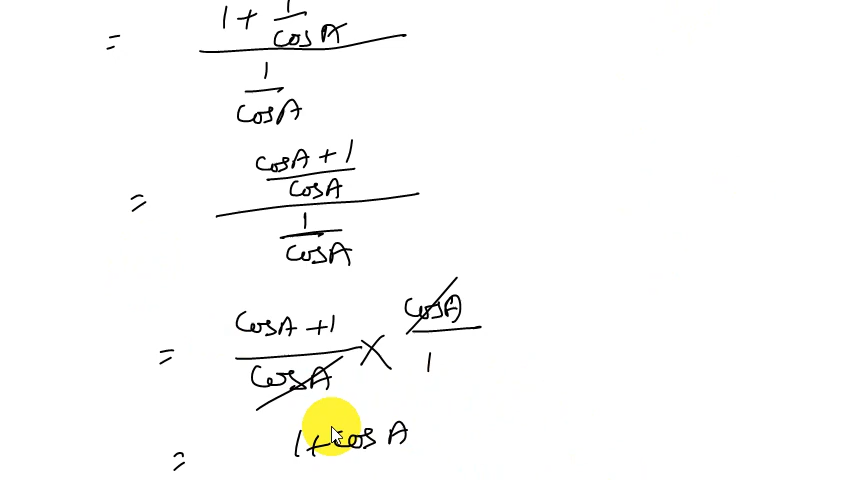 = (1 + 1/cosA) / (1/cosA)
= ((cosA + 1)/cosA) / (1/cosA)
= (cosA + 1)/cosA × cosA/1
= 1 + cos A